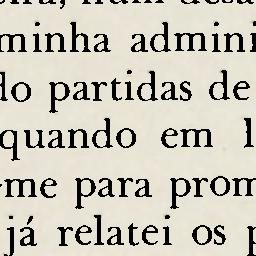 minha admini
do partidas de
quando em l
-me para prom
já relatei os p